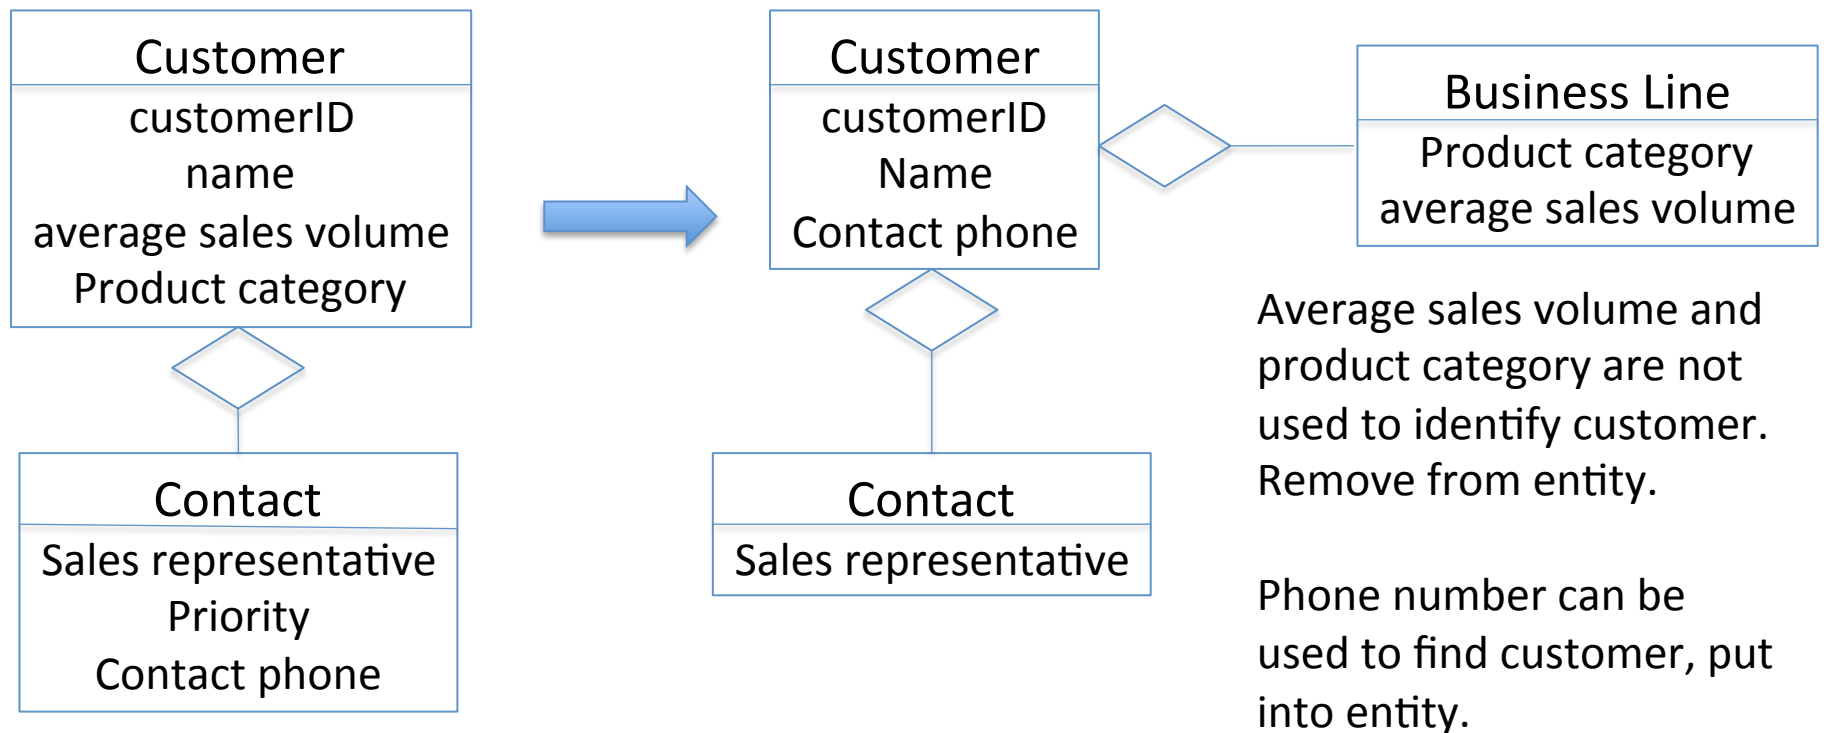 Customer
customerID
name
average sales volume
Product category
Contact
Sales representative
Priority
Contact phone
Customer
customerID
Name
Contact phone
Contact
Sales representative
Business Line
Product category
average sales volume
Average sales volume and
product category are not
used to identify customer.
Remove from entity.
Phone number can be
used to find customer, put
into entity.